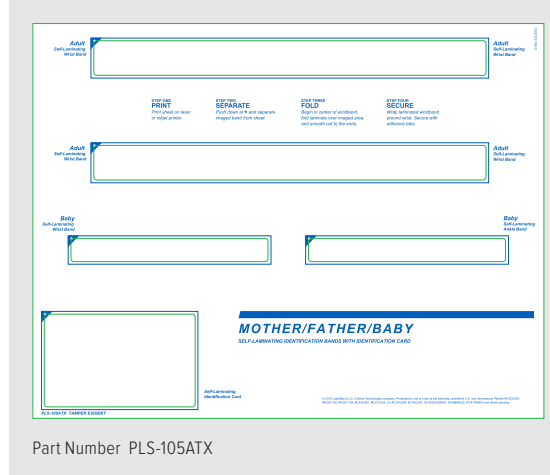 Adult
Self-Laminating
Wrist Band
Adult
Self-Laminating
Wrist Band
STEP ONE
PRINT
Print sheet on laser
or inkjet printer.
STEP TWO
SEPARATE
Push down at and separate
imaged band from sheet.
STEP THREE
FOLD
Begin in center of wristband,
fold laminate over imaged area
and smooth out to the ends.
STEP FOUR
SECURE
Wrap laminated wristband
around wrist. Secure with
adhesive tabs.
Adult
Self-Laminating
Wrist Band
Adult
Self-Laminating
Wrist Band
Baby
Self-Laminating
Wrist Band
Baby
Self-Laminating
Ankle Band
MOTHER/FATHER/BABY
SELF-LAMINATING IDENTIFICATION BANDS WITH IDENTIFICATION CARD
Self-Laminating
Identification Card
PLS-105ATX TAMPER EVIDENT
Part Number PLS-105ATX